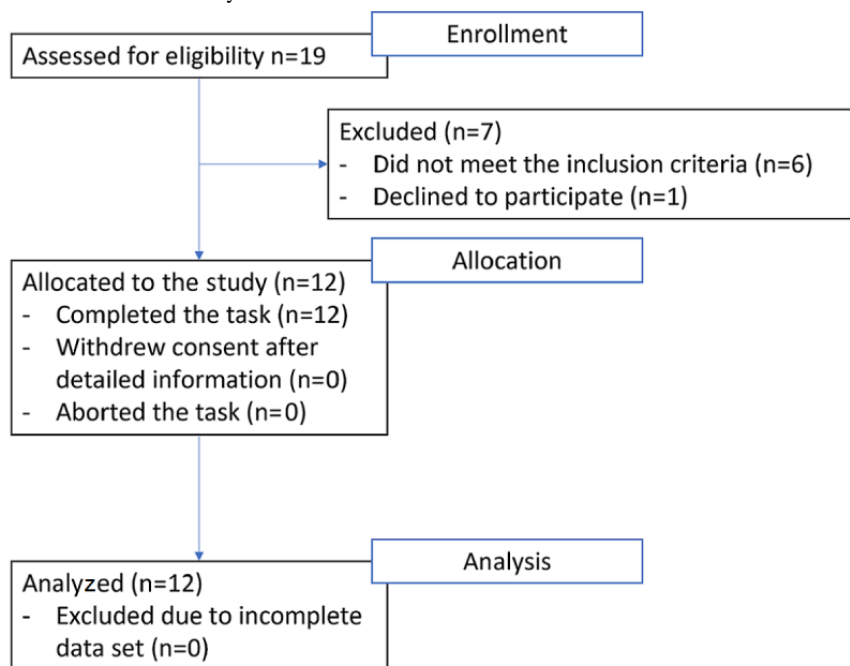 Enrollment
Assessed for eligibility n=19
Excluded (n=7)
- Did not meet the inclusion criteria (n=6)
- Declined to participate (n=1)
Allocation
Allocated to the study (n=12)
- Completed the task (n=12)
- Withdrew consent after
detailed information (n=0)
- Aborted the task (n=0)
Analysis
Analyzed (n=12)
- Excluded due to incomplete
data set (n=0)